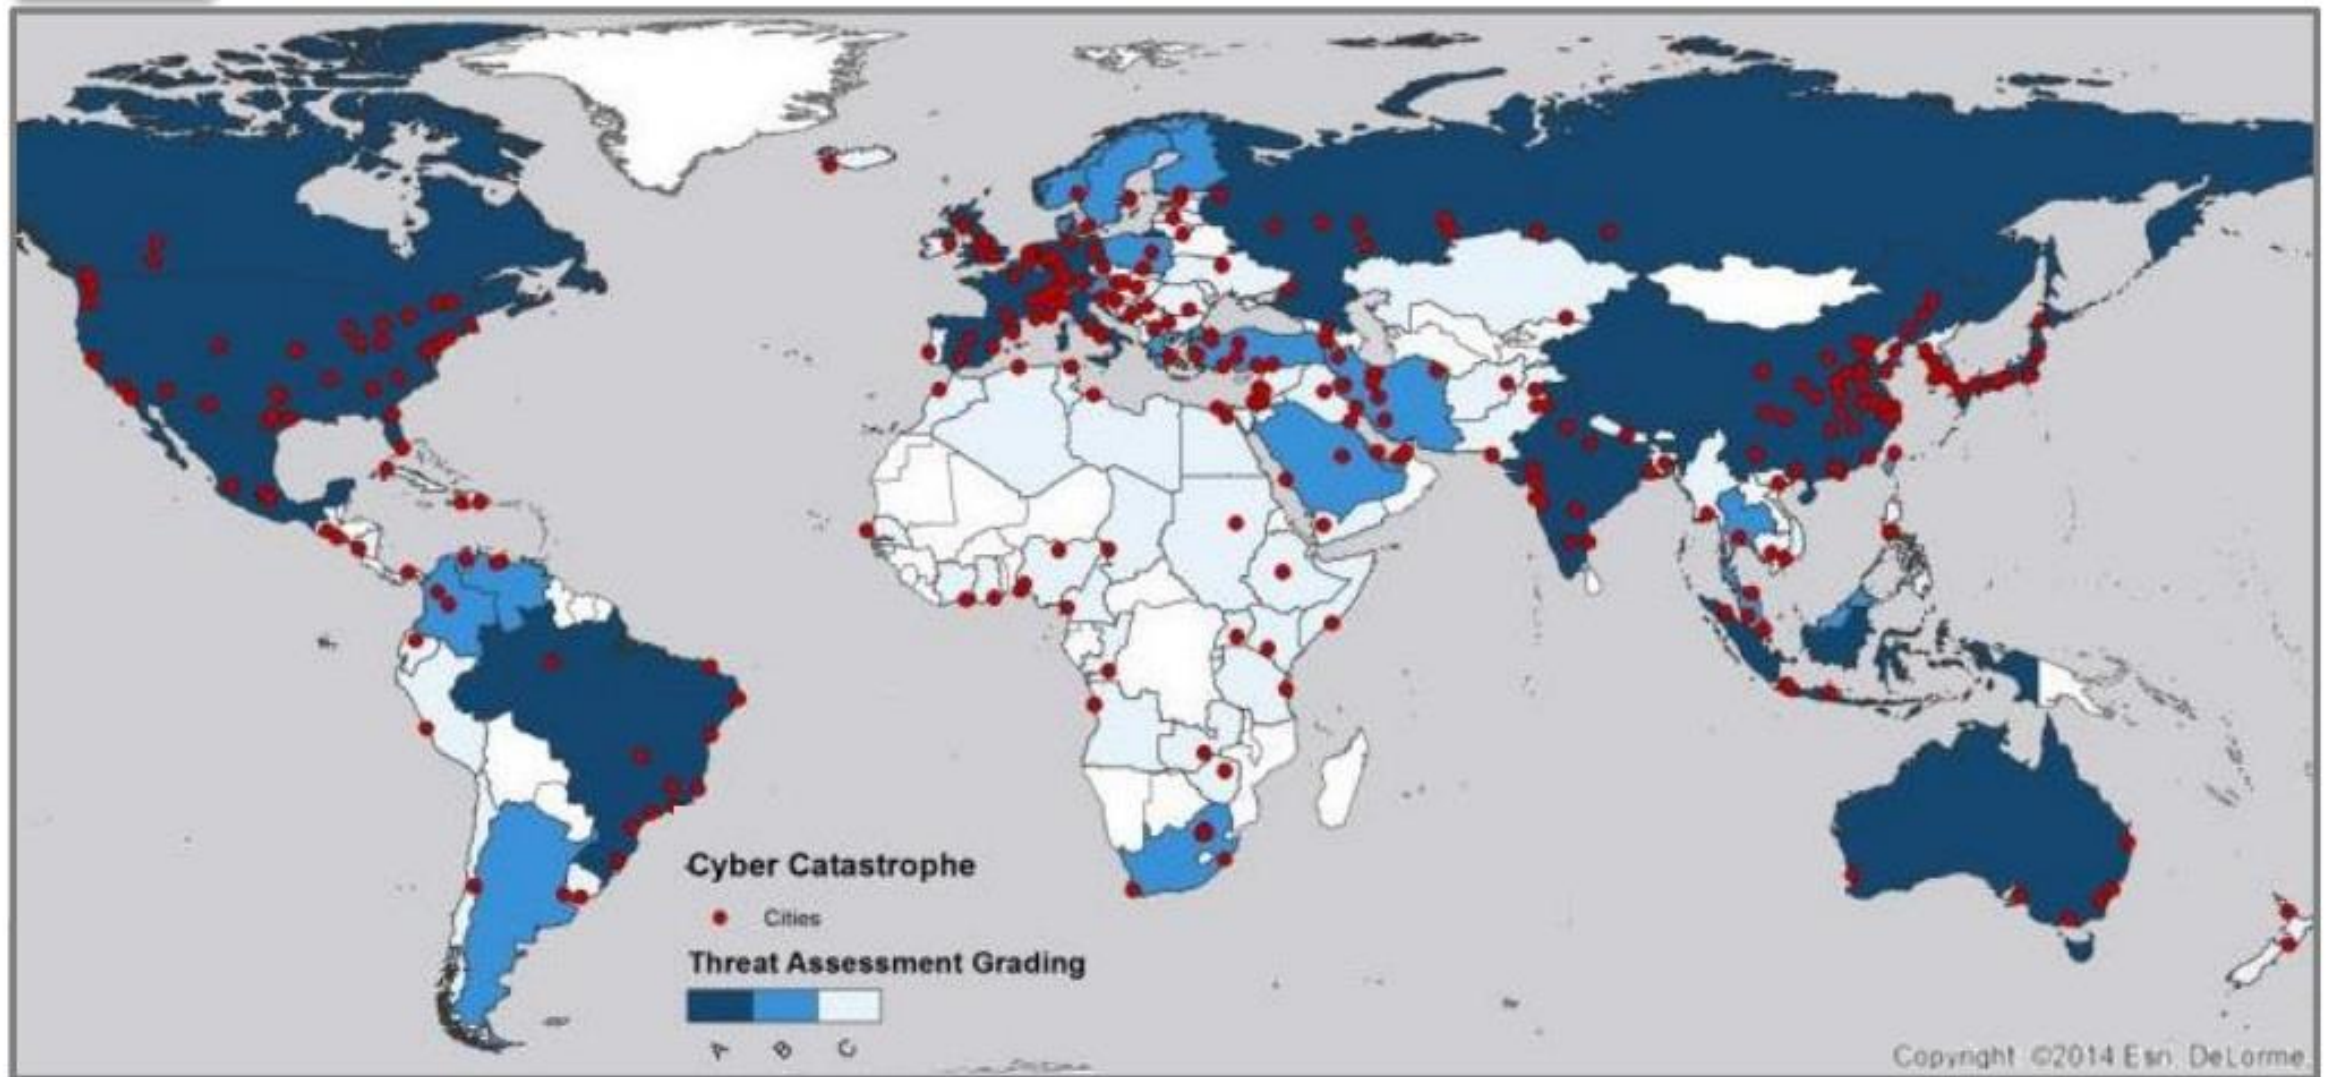 Cyber Catastrophe
Cities
Threat Assessment Grading
A
B
C
Copyright ©2014 Esri, DeLorme,